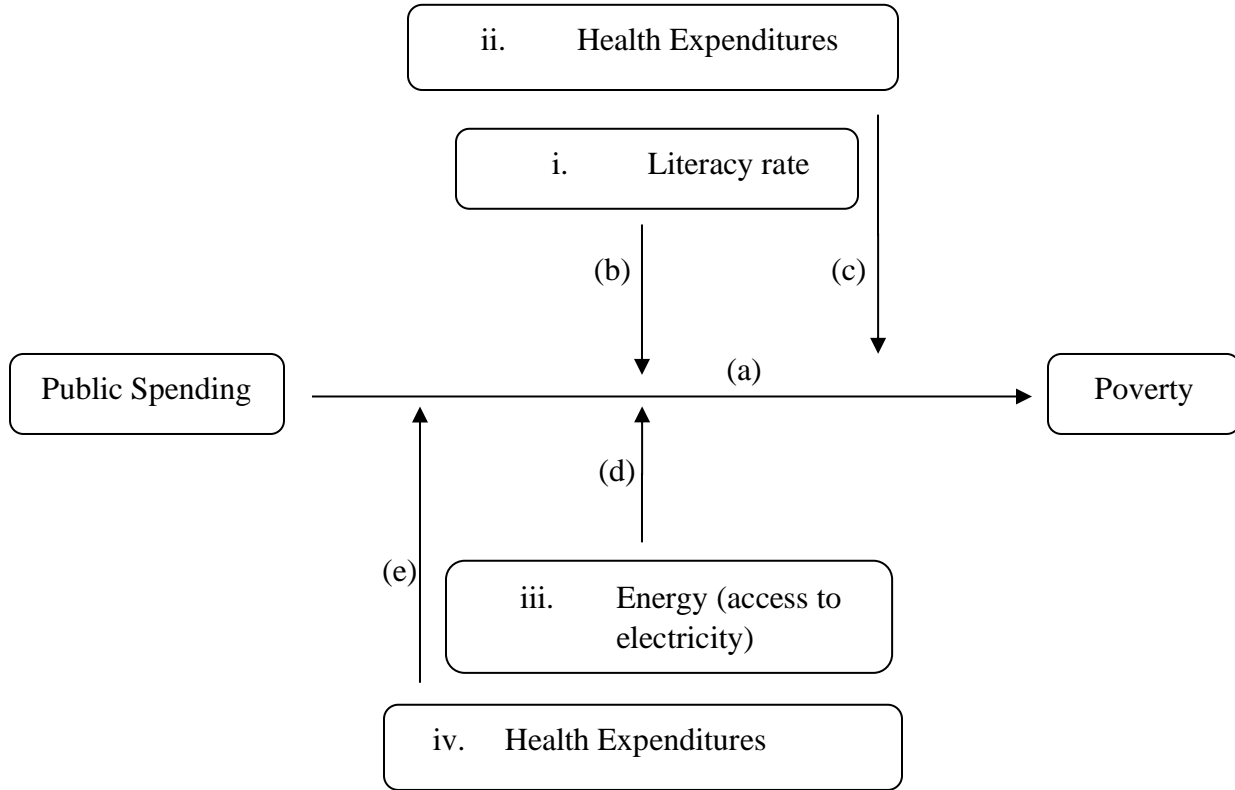 ii. Health Expenditures
i. Literacy rate
(b)
(c)
Public Spending
(a)
Poverty
(d)
(e)
iii. Energy (access to
electricity)
iv. Health Expenditures